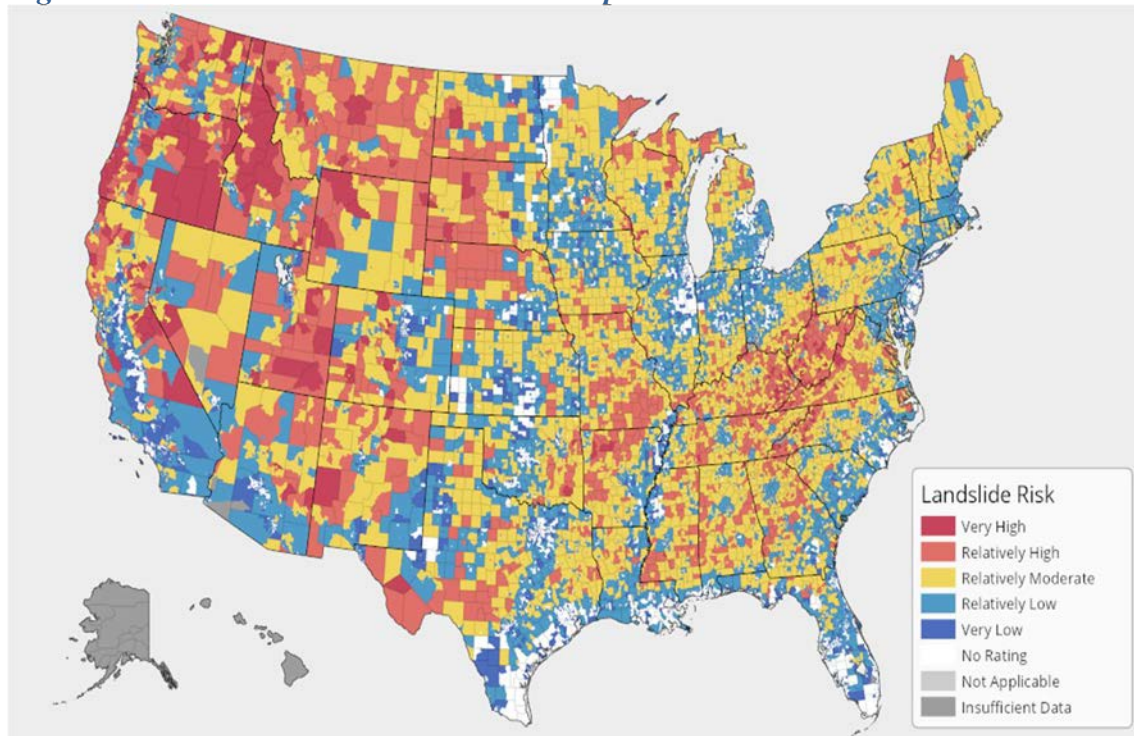 Landslide Risk
Very High
Relatively High
Relatively Moderate
Relatively Low
Very Low
No Rating
Not Applicable
Insufficient Data